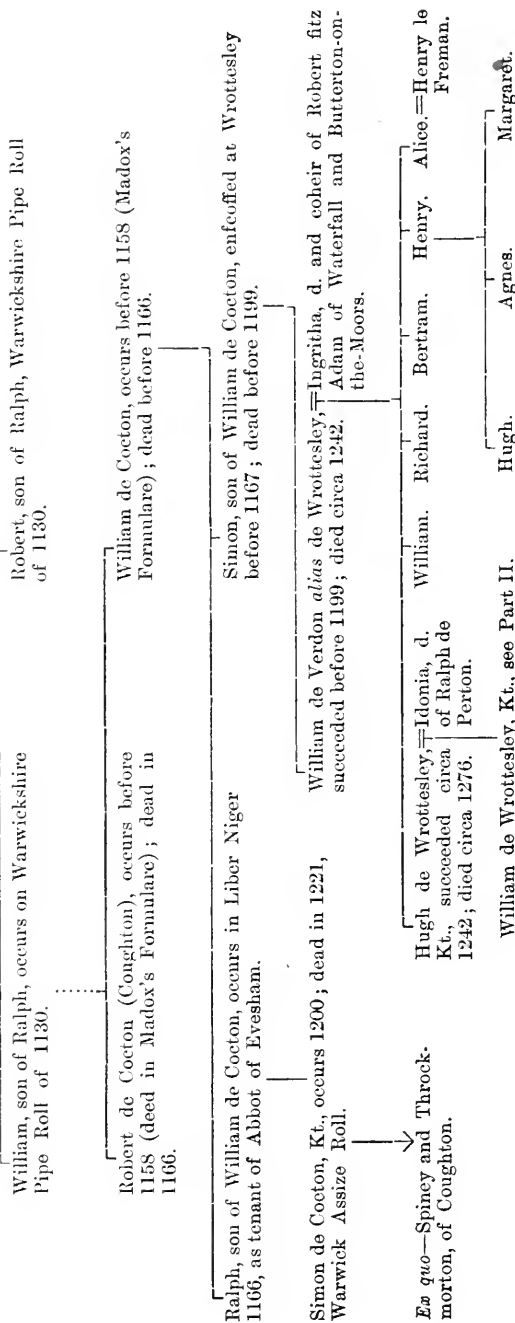 William, son of Ralph, occurs on Warwickshire
Pipe Roll of 1130.
Robert, son of Ralph, Warwickshire Pipe Roll
of 1130.
Robert de Cocton (Coughton), occurs before
1158 (deed in Madox's Formulare); dead in
1166.
William de Cocton, occurs before 1158 (Madox's
Formulare); dead before 1166.
Ralph, son of William de Cocton, occurs in Liber Niger
1166, as tenant of Abbot of Evesham.
Simon, son of William de Cocton, enfeoffed at Wrottesley
before 1167; dead before 1199.
Simon de Cocton, Kt., occurs 1200; dead in 1221,
Warwick Assize Roll.
William de Verdon alias de Wrottesley,=Ingritha, d. and coheir of Robert fitz
succeeded before 1199; died circa 1242. Adam of Waterfall and Butterton-on-
the-Moors.
Ex quo—Spiney and Throck-
morton, of Coughton.
Hugh de Wrottesley,=Idonia, d.
Kt., succeeded circa of Ralph de
1242; died circa 1276. Perton.
William. Richard. Bertram. Henry. Alice.=Henry le
Freman.
William de Wrottesley, Kt., see Part II.
Hugh. Agnes. Margaret.